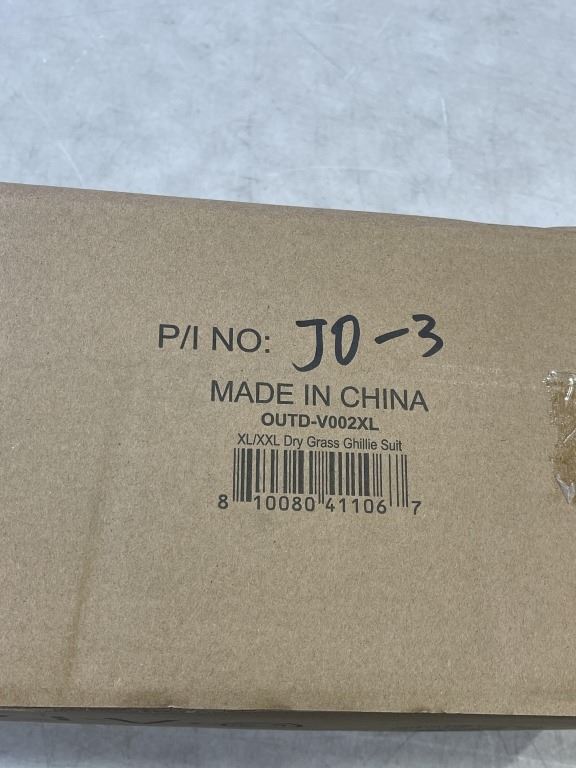 P/I NO: JO-3
MADE IN CHINA
OUTD-V002XL
XL/XXL Dry Grass Ghillie Suit
8 10080 41106 7